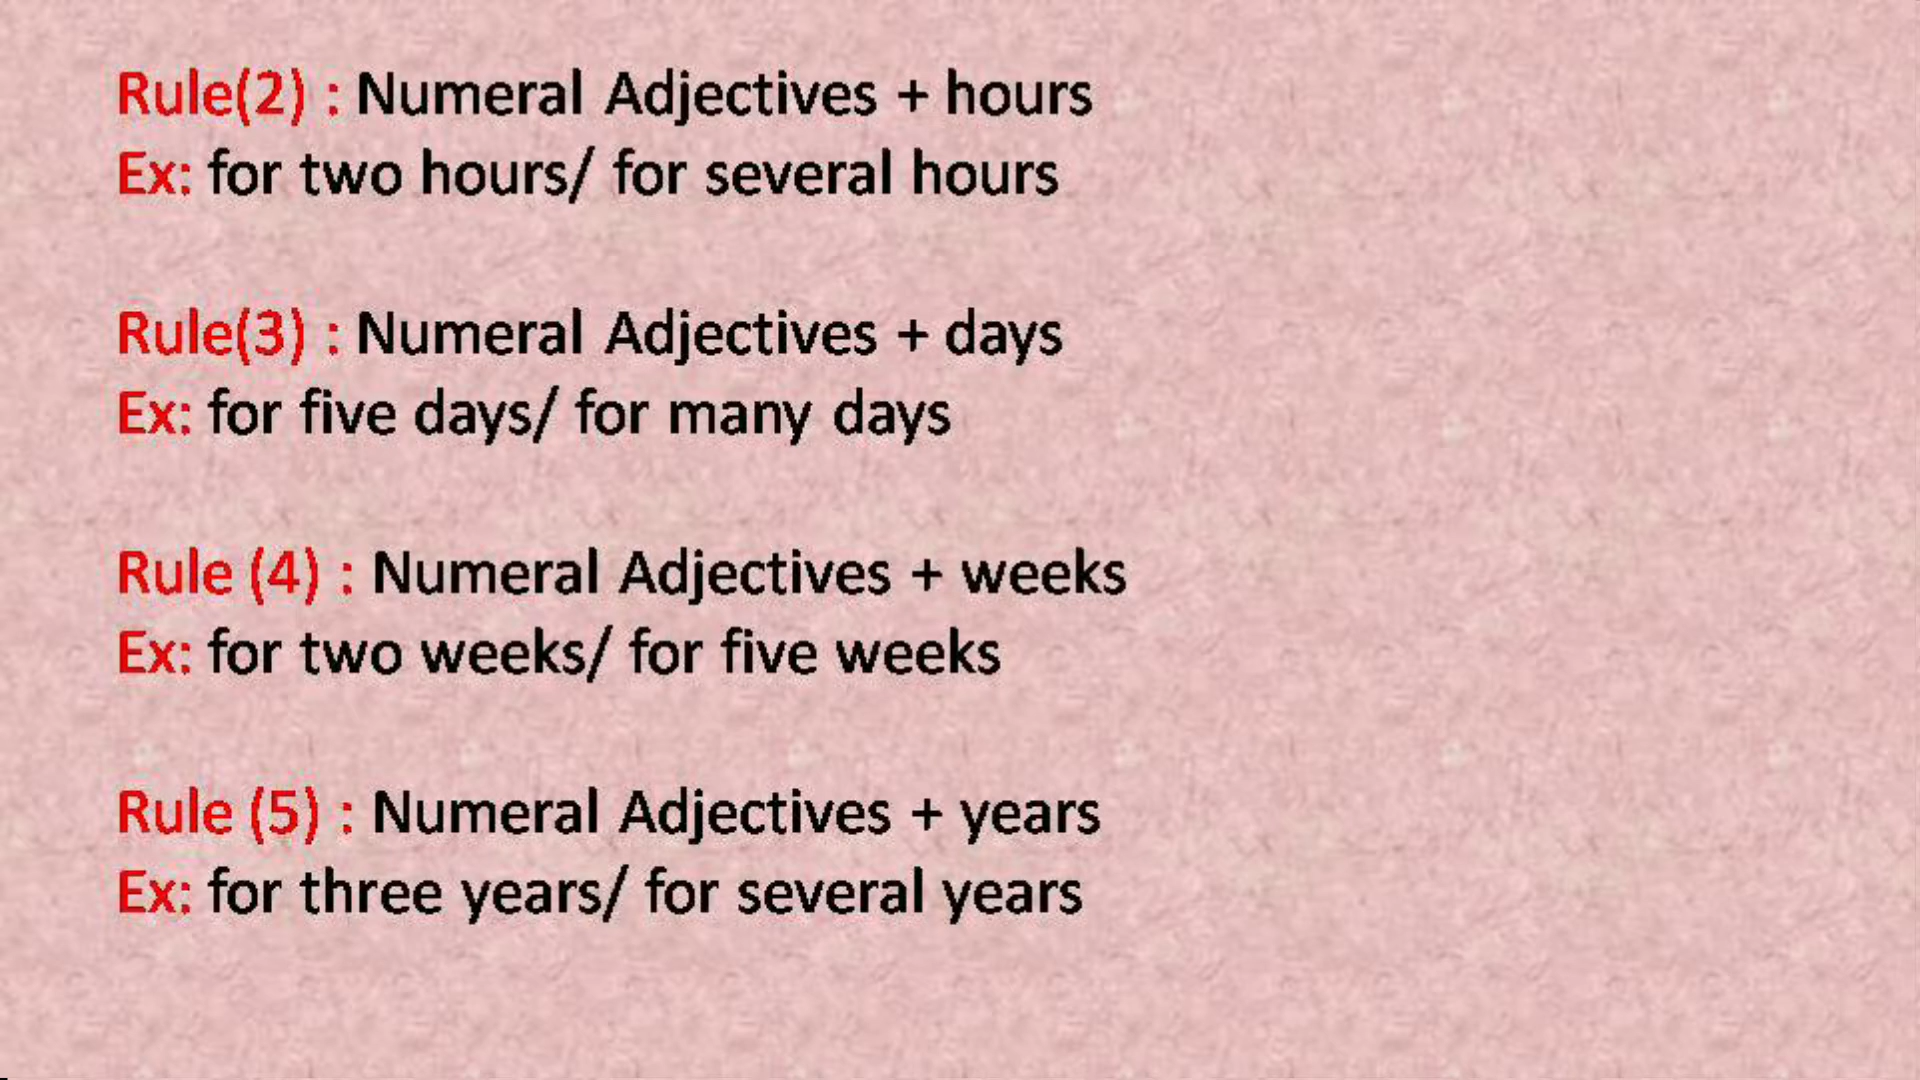 Rule(2) : Numeral Adjectives + hours
Ex: for two hours/ for several hours
Rule(3) : Numeral Adjectives + days
Ex: for five days/ for many days
Rule (4) : Numeral Adjectives + weeks
Ex: for two weeks/ for five weeks
Rule (5) : Numeral Adjectives + years
Ex: for three years/ for several years